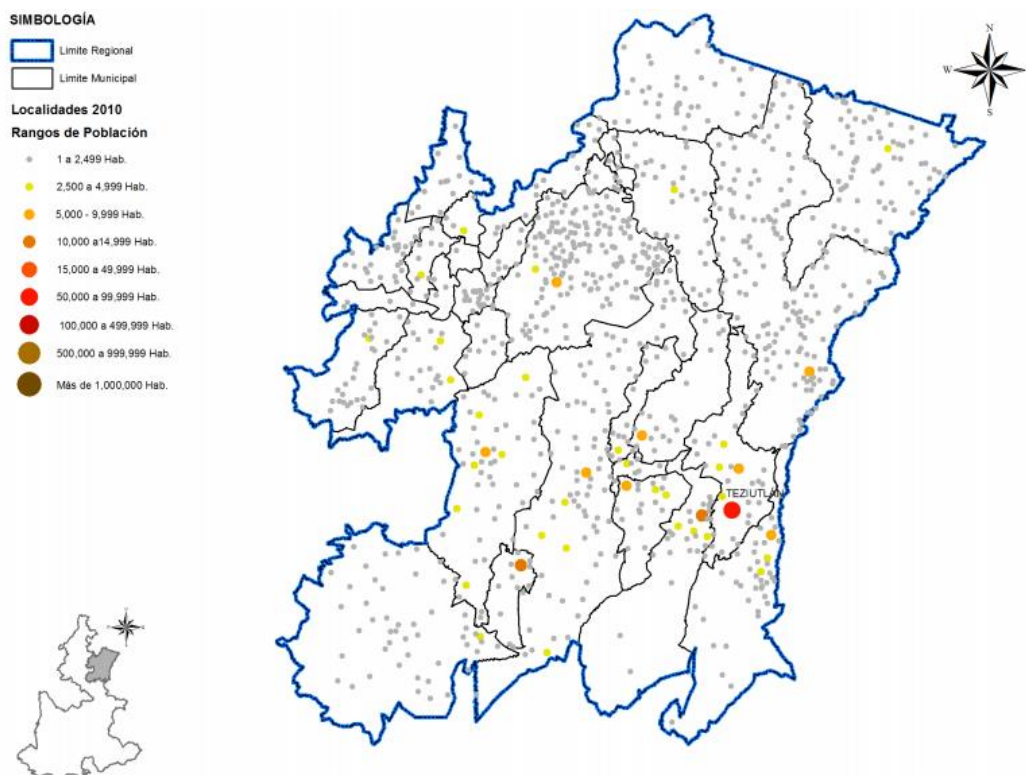 SIMBOLOGÍA
Limite Regional
Limite Municipal
Localidades 2010
Rangos de Población
1 a 2,499 Hab.
2,500 a 4,999 Hab.
5,000 - 9,999 Hab.
10,000 a14,999 Hab.
15,000 a 49,999 Hab.
50,000 a 99,999 Hab.
100,000 a 499,999 Hab.
500,000 a 999,999 Hab.
Más de 1,000,000 Hab.
N
W
E
S
TEZIUTLÁN